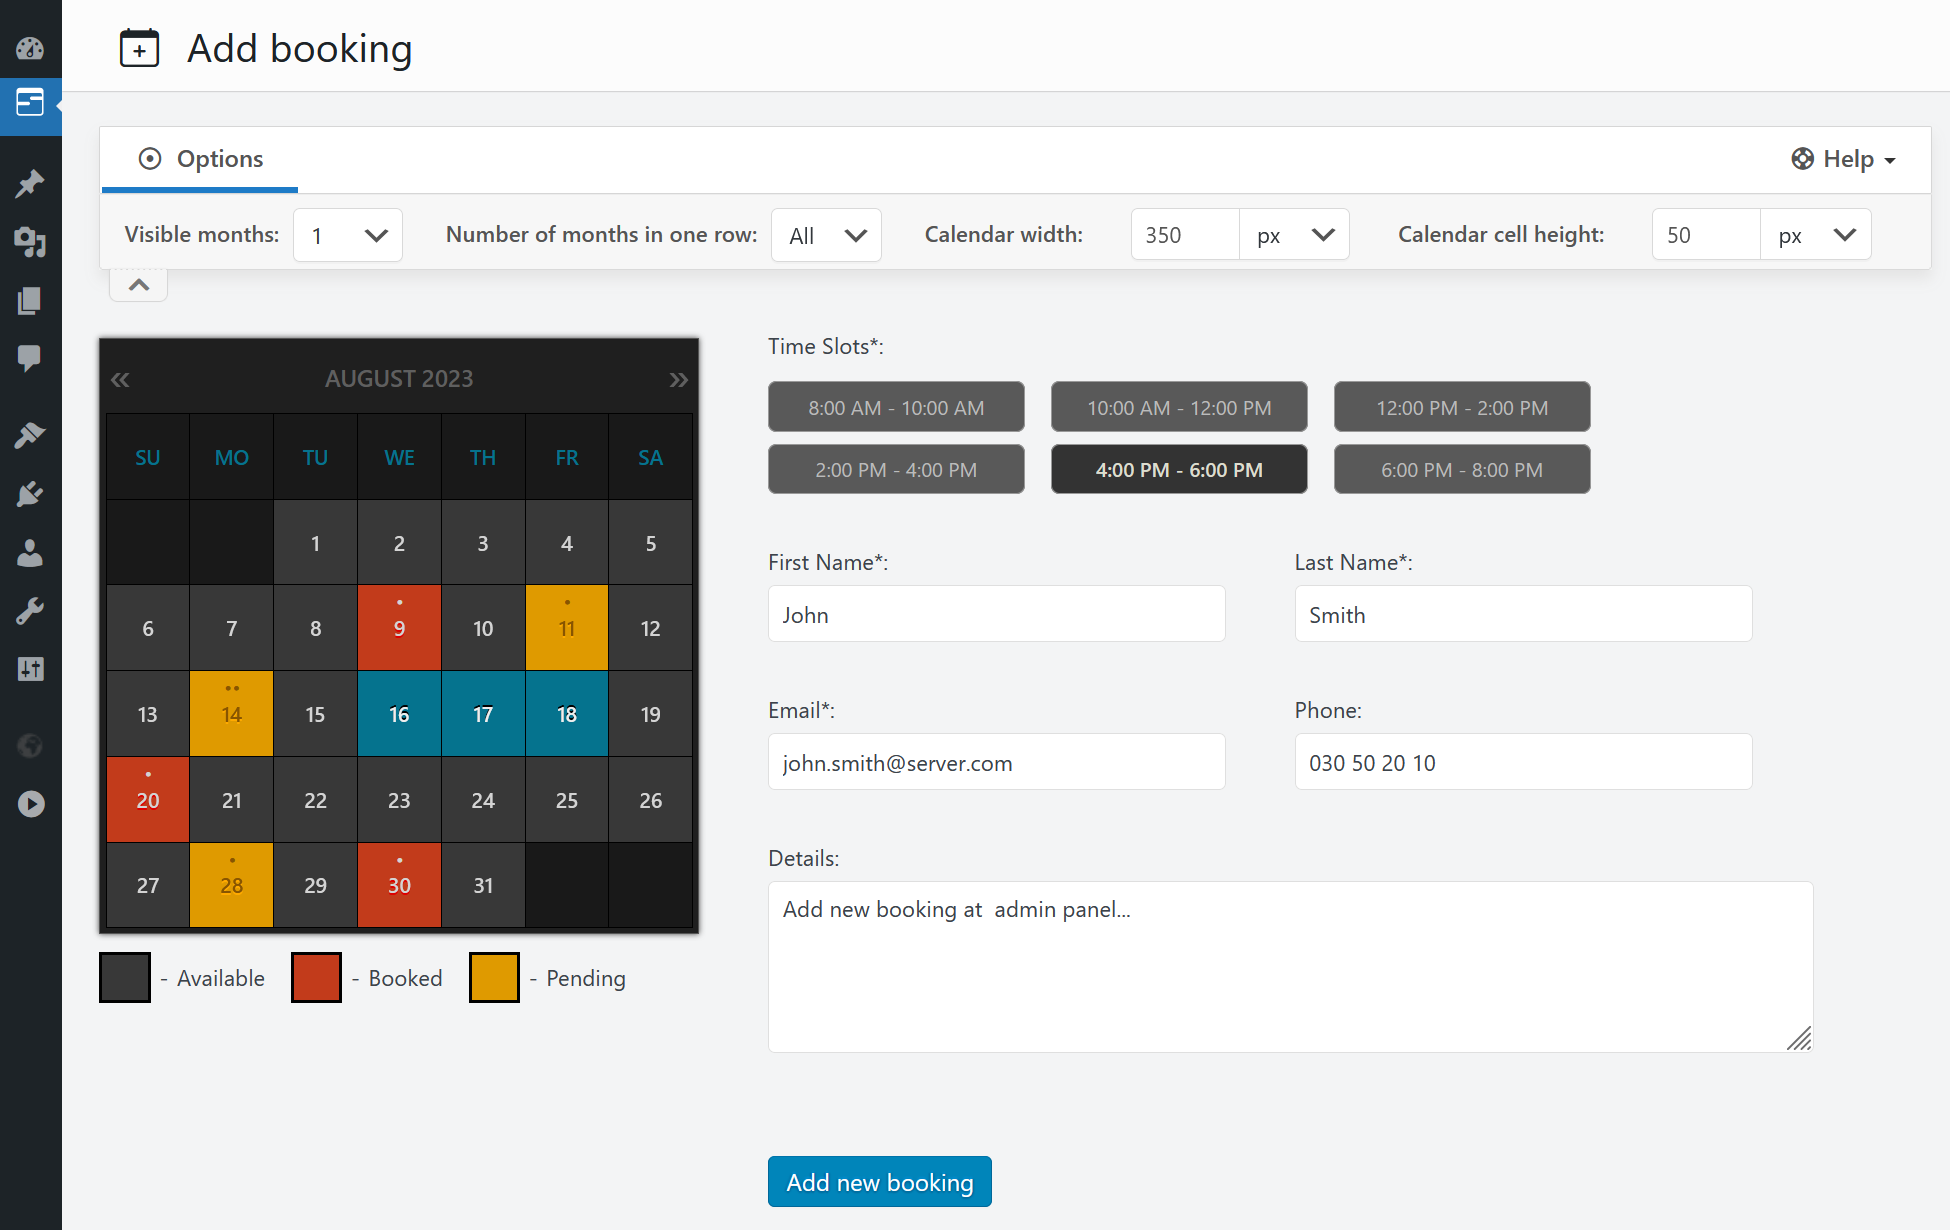 Add booking
Options
Help
Visible months: 1 Number of months in one row: All Calendar width: 350 px Calendar cell height: 50 px
« AUGUST 2023 »
SU MO TU WE TH FR SA
1 2 3 4 5
6 7 8 9 10 11 12
13 14 15 16 17 18 19
20 21 22 23 24 25 26
27 28 29 30 31
- Available - Booked - Pending
Time Slots*:
8:00 AM - 10:00 AM 10:00 AM - 12:00 PM 12:00 PM - 2:00 PM
2:00 PM - 4:00 PM 4:00 PM - 6:00 PM 6:00 PM - 8:00 PM
First Name*: Last Name*:
John Smith
Email*: Phone:
john.smith@server.com 030 50 20 10
Details:
Add new booking at  admin panel...
Add new booking